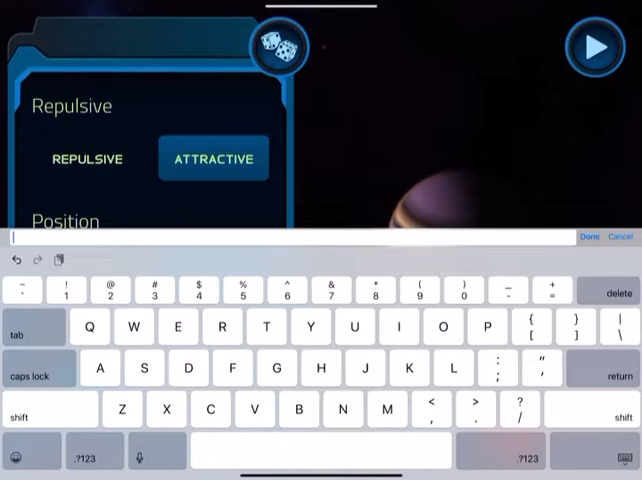 Repulsive
REPULSIVE ATTRACTIVE
Position
Done Cancel
~ ! @ # $ % ^ & * ( ) _ +
` 1 2 3 4 5 6 7 8 9 0 - = delete
tab Q W E R T Y U I O P { [ } ] | \
caps lock A S D F G H J K L : ; " ' return
shift Z X C V B N M < , > . ? / shift
.?123 .?123